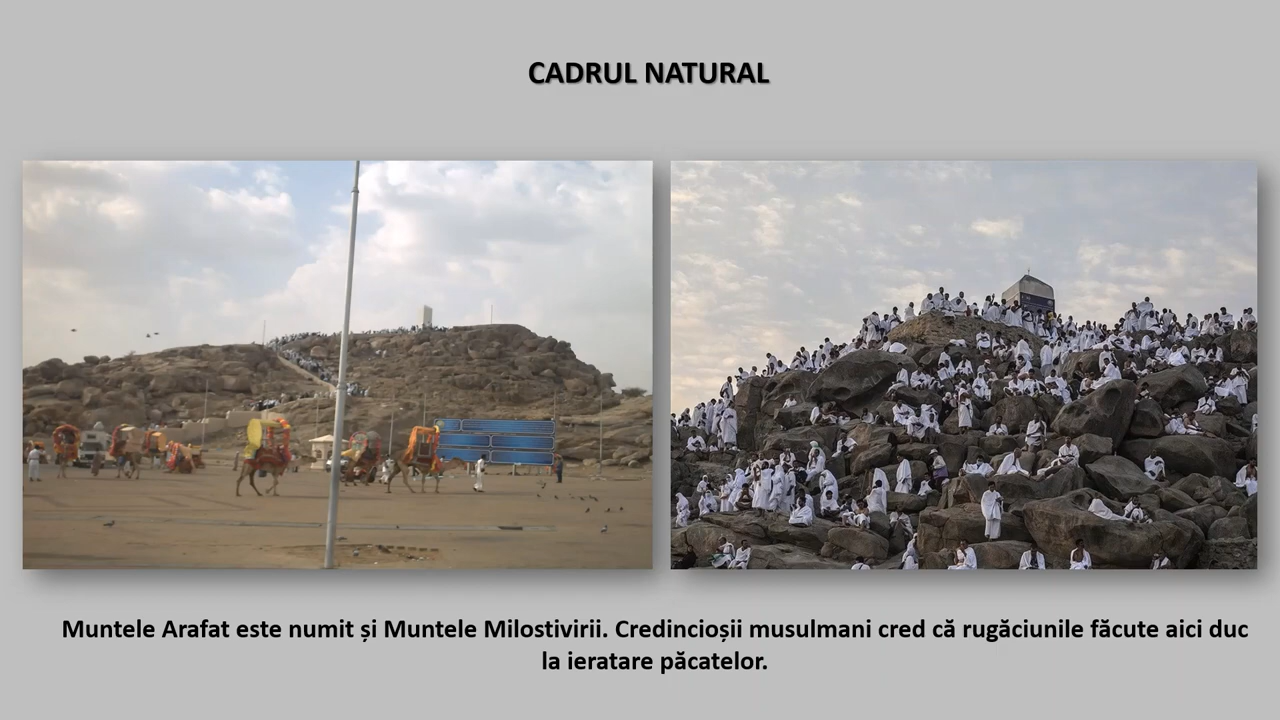 CADRUL NATURAL
Muntele Arafat este numit și Muntele Milostivirii. Credincioșii musulmani cred că rugăciunile făcute aici duc
la ieratare păcatelor.